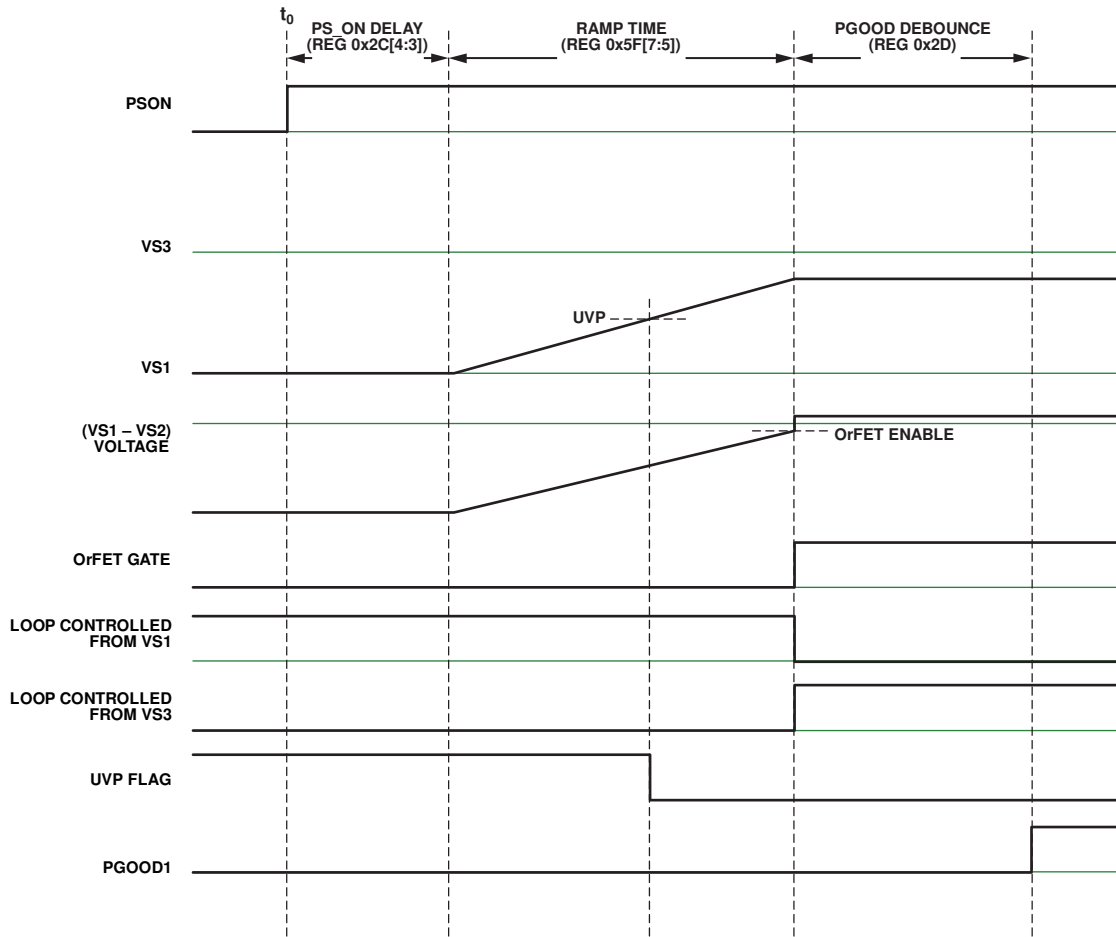 t0
PS_ON DELAY
(REG 0x2C[4:3])
RAMP TIME
(REG 0x5F[7:5])
PGOOD DEBOUNCE
(REG 0x2D)
PSON
VS3
UVP
VS1
(VS1 – VS2)
VOLTAGE
OrFET ENABLE
OrFET GATE
LOOP CONTROLLED
FROM VS1
LOOP CONTROLLED
FROM VS3
UVP FLAG
PGOOD1